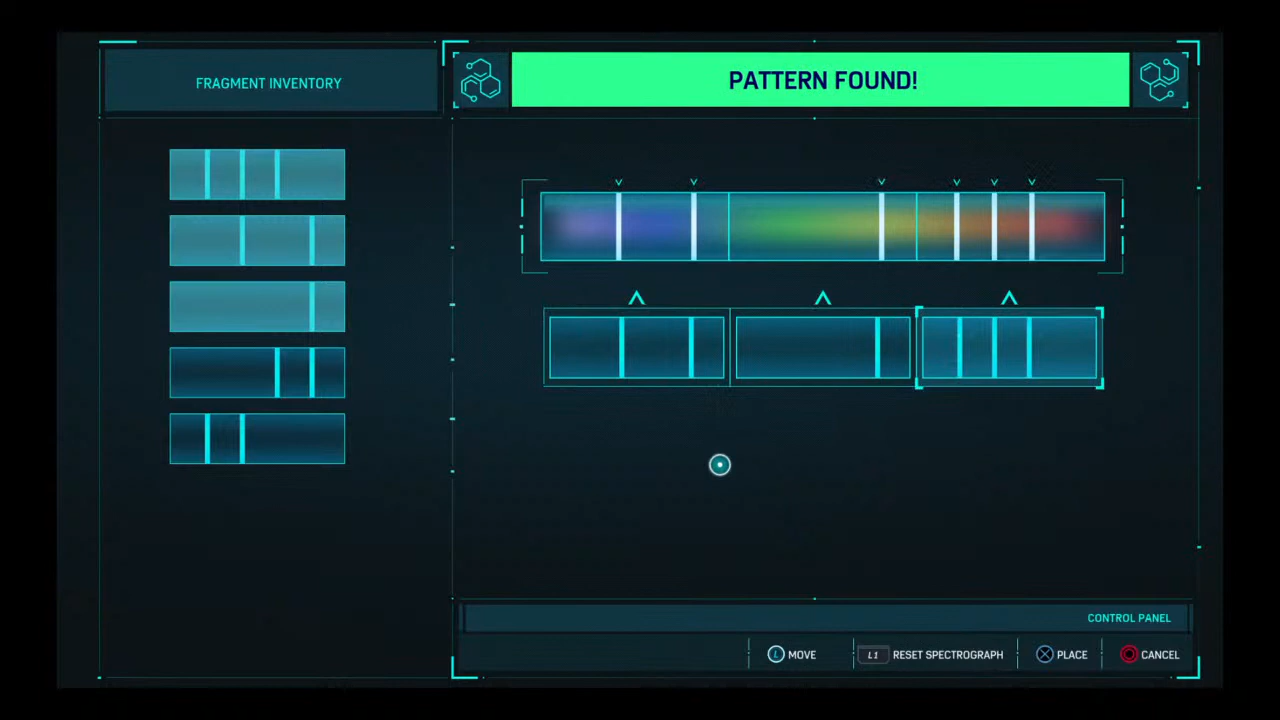 FRAGMENT INVENTORY
PATTERN FOUND!
CONTROL PANEL
L MOVE
L1 RESET SPECTROGRAPH
PLACE
CANCEL